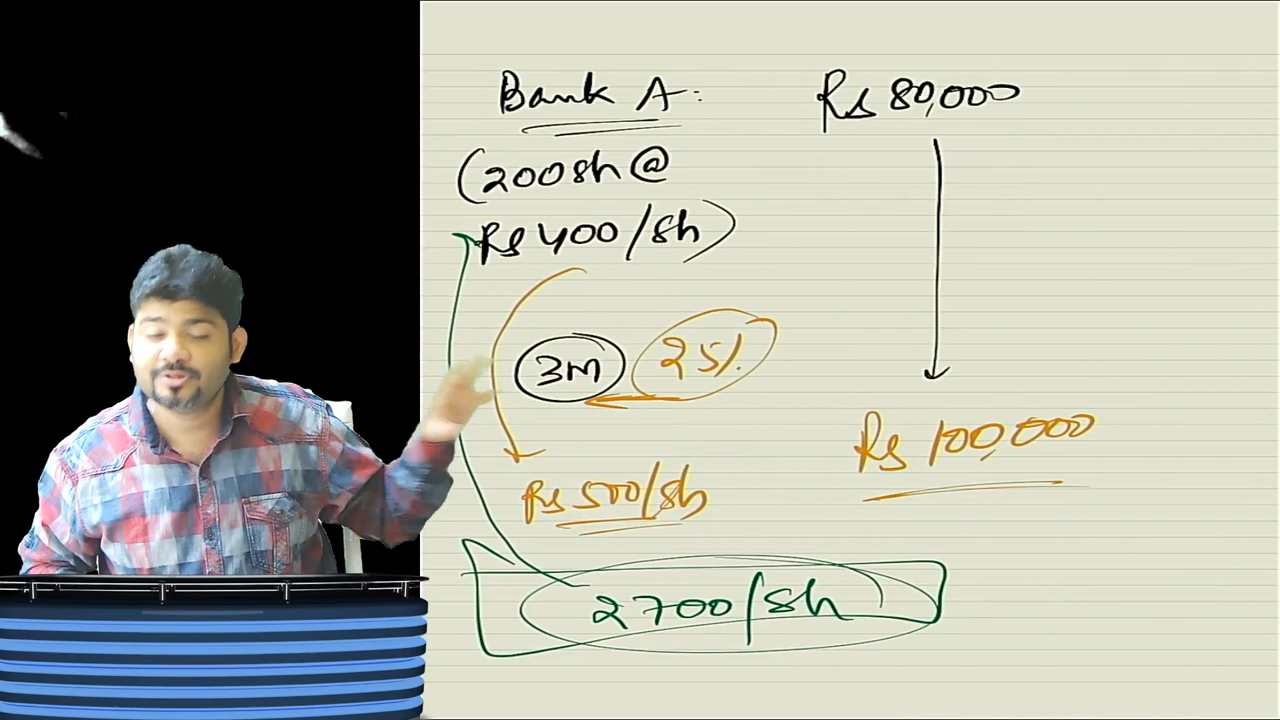 Bank A:
Rs 80,000
(200sh@
Rs 400/sh)
3m
25%
Rs 500/sh
Rs 100,000
2700/sh